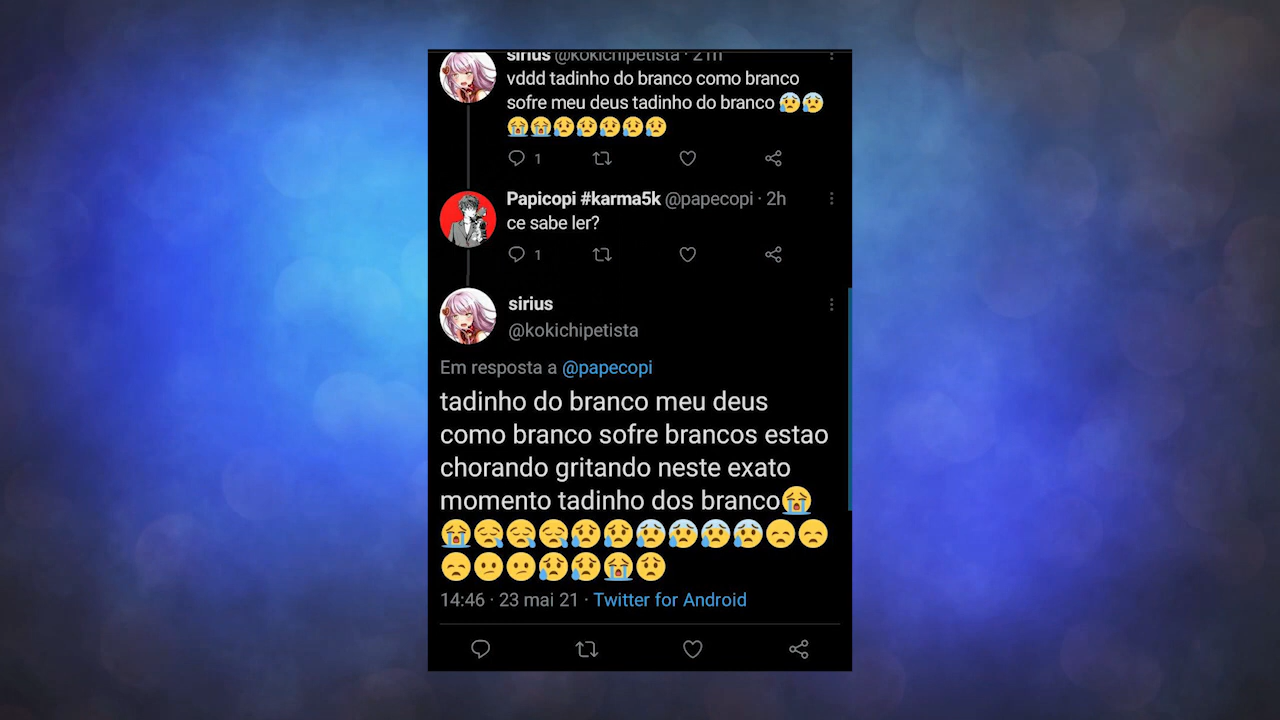 sirius @kokichipetista · 21h
vddd tadinho do branco como branco
sofre meu deus tadinho do branco 😰😰
😭😭😥😥😥😥😥
1
Papicopi #karma5k @papecopi · 2h
ce sabe ler?
1
sirius
@kokichipetista
Em resposta a @papecopi
tadinho do branco meu deus
como branco sofre brancos estao
chorando gritando neste exato
momento tadinho dos branco😭
😭😪😪😪😥😥😰😰😰😰😞😞
😞😕😕😥😥😭😟
14:46 · 23 mai 21 · Twitter for Android